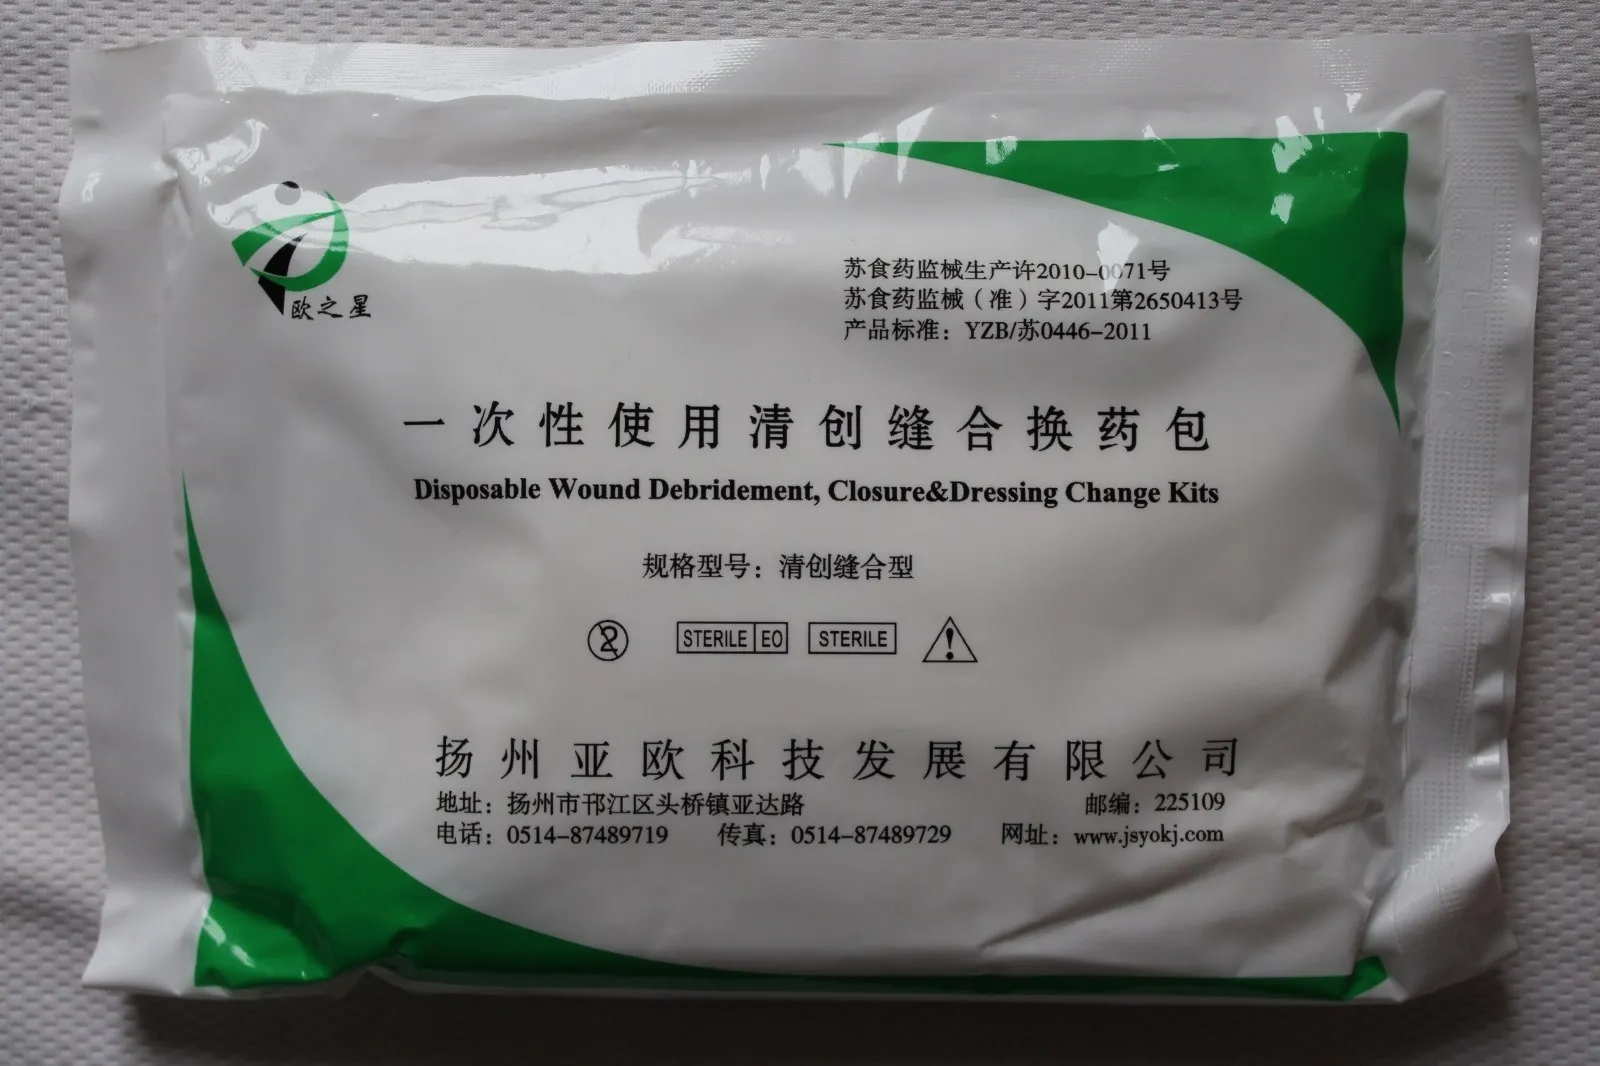 欧之星
苏食药监械生产许2010-0071号
苏食药监械（准）字2011第2650413号
产品标准：YZB/苏0446-2011
一次性使用清创缝合换药包
Disposable Wound Debridement, Closure&Dressing Change Kits
规格型号：清创缝合型
2 STERILE EO STERILE !
扬州亚欧科技发展有限公司
地址：扬州市邗江区头桥镇亚达路 邮编：225109
电话：0514-87489719 传真：0514-87489729 网址：www.jsyokj.com